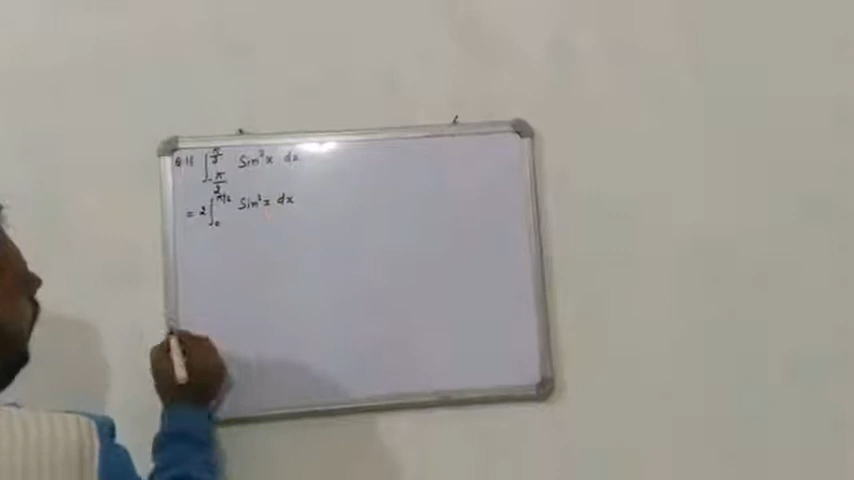 Q.11 ∫_{-π/2}^{π/2} Sin²x dx
= 2 ∫_0^{π/2} Sin²x dx